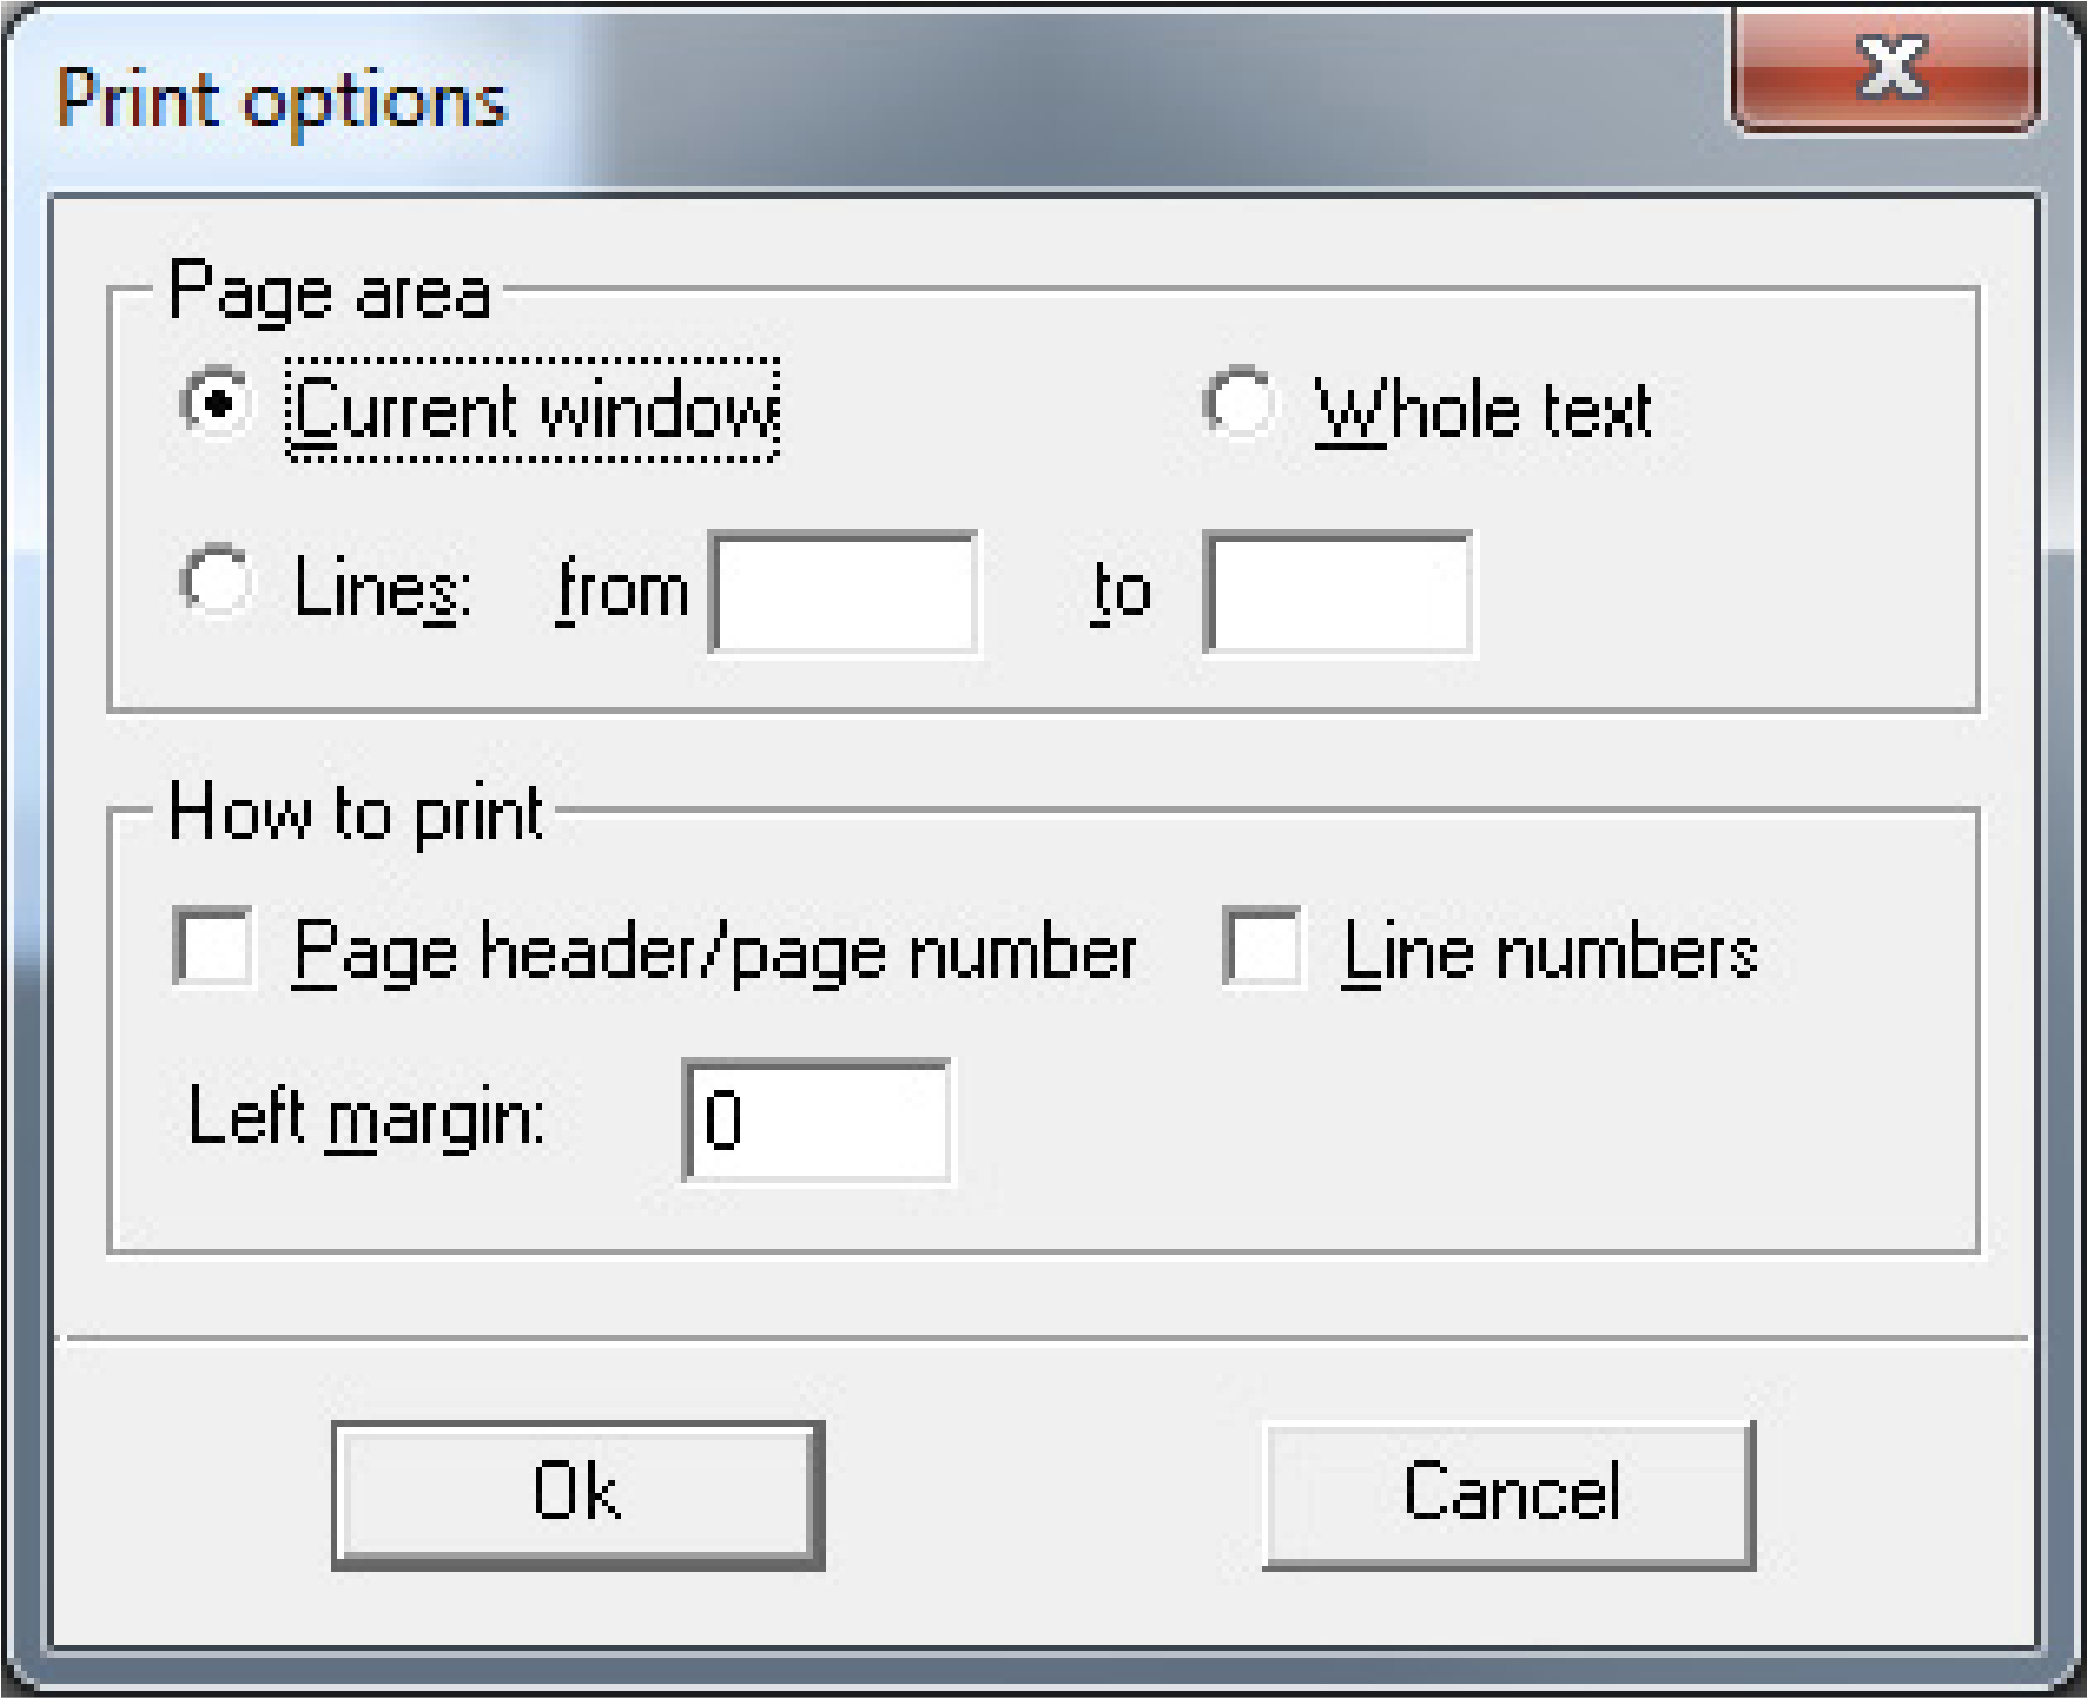 Print options
Page area
Current window Whole text
Lines: from to
How to print
Page header/page number Line numbers
Left margin: 0
Ok Cancel